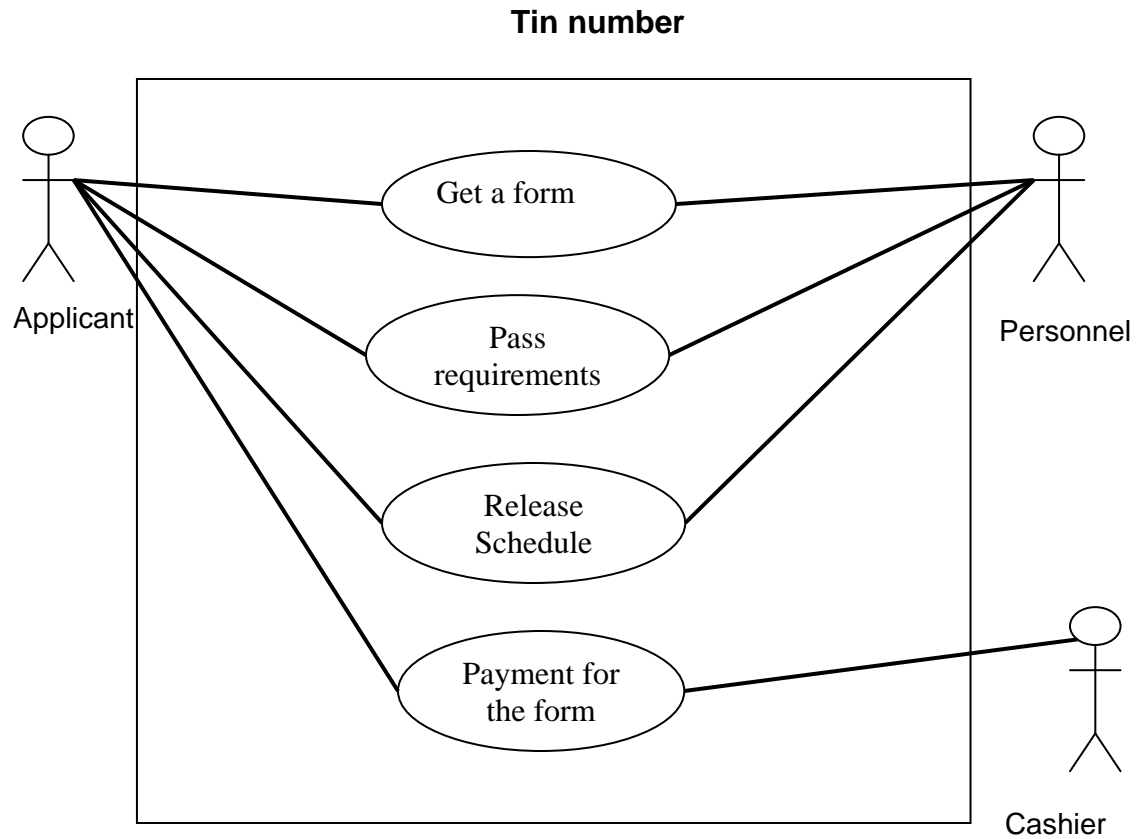 Tin number
Get a form
Applicant
Personnel
Pass
requirements
Release
Schedule
Payment for
the form
Cashier